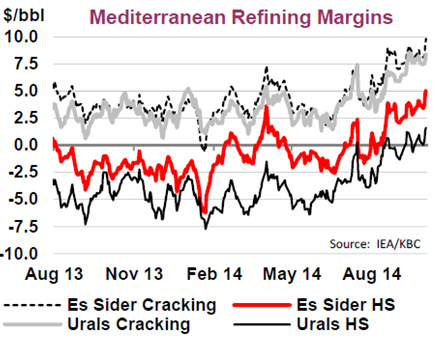 $/bbl Mediterranean Refining Margins
10.0
7.5
5.0
2.5
0.0
-2.5
-5.0
-7.5
-10.0
Source: IEA/KBC
Aug 13 Nov 13 Feb 14 May 14 Aug 14
Es Sider Cracking Es Sider HS
Urals Cracking Urals HS